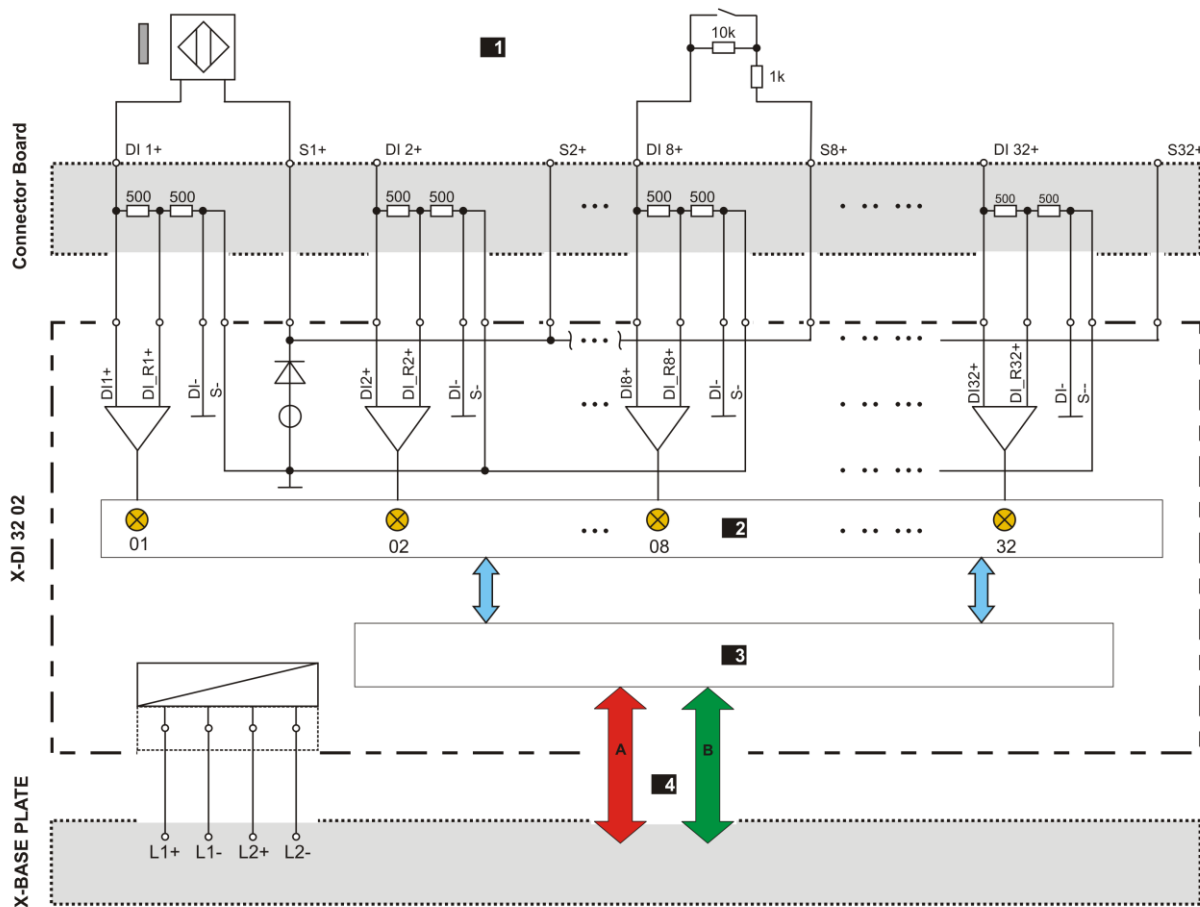 1
10k
1k
DI 1+
S1+
DI 2+
S2+
DI 8+
S8+
DI 32+
S32+
Connector Board
500 500
500 500
...
500 500
.. ...
500 500
... .. ...
DI1+
DI_R1+
DI-
S-
DI2+
DI_R2+
DI-
S-
...
DI8+
DI_R8+
DI-
S-
.. ...
DI32+
DI_R32+
DI-
S--
.. ...
X-DI 32 02
01
02
...
08
2
.. ...
32
3
A
B
4
X-BASE PLATE
L1+ L1- L2+ L2-